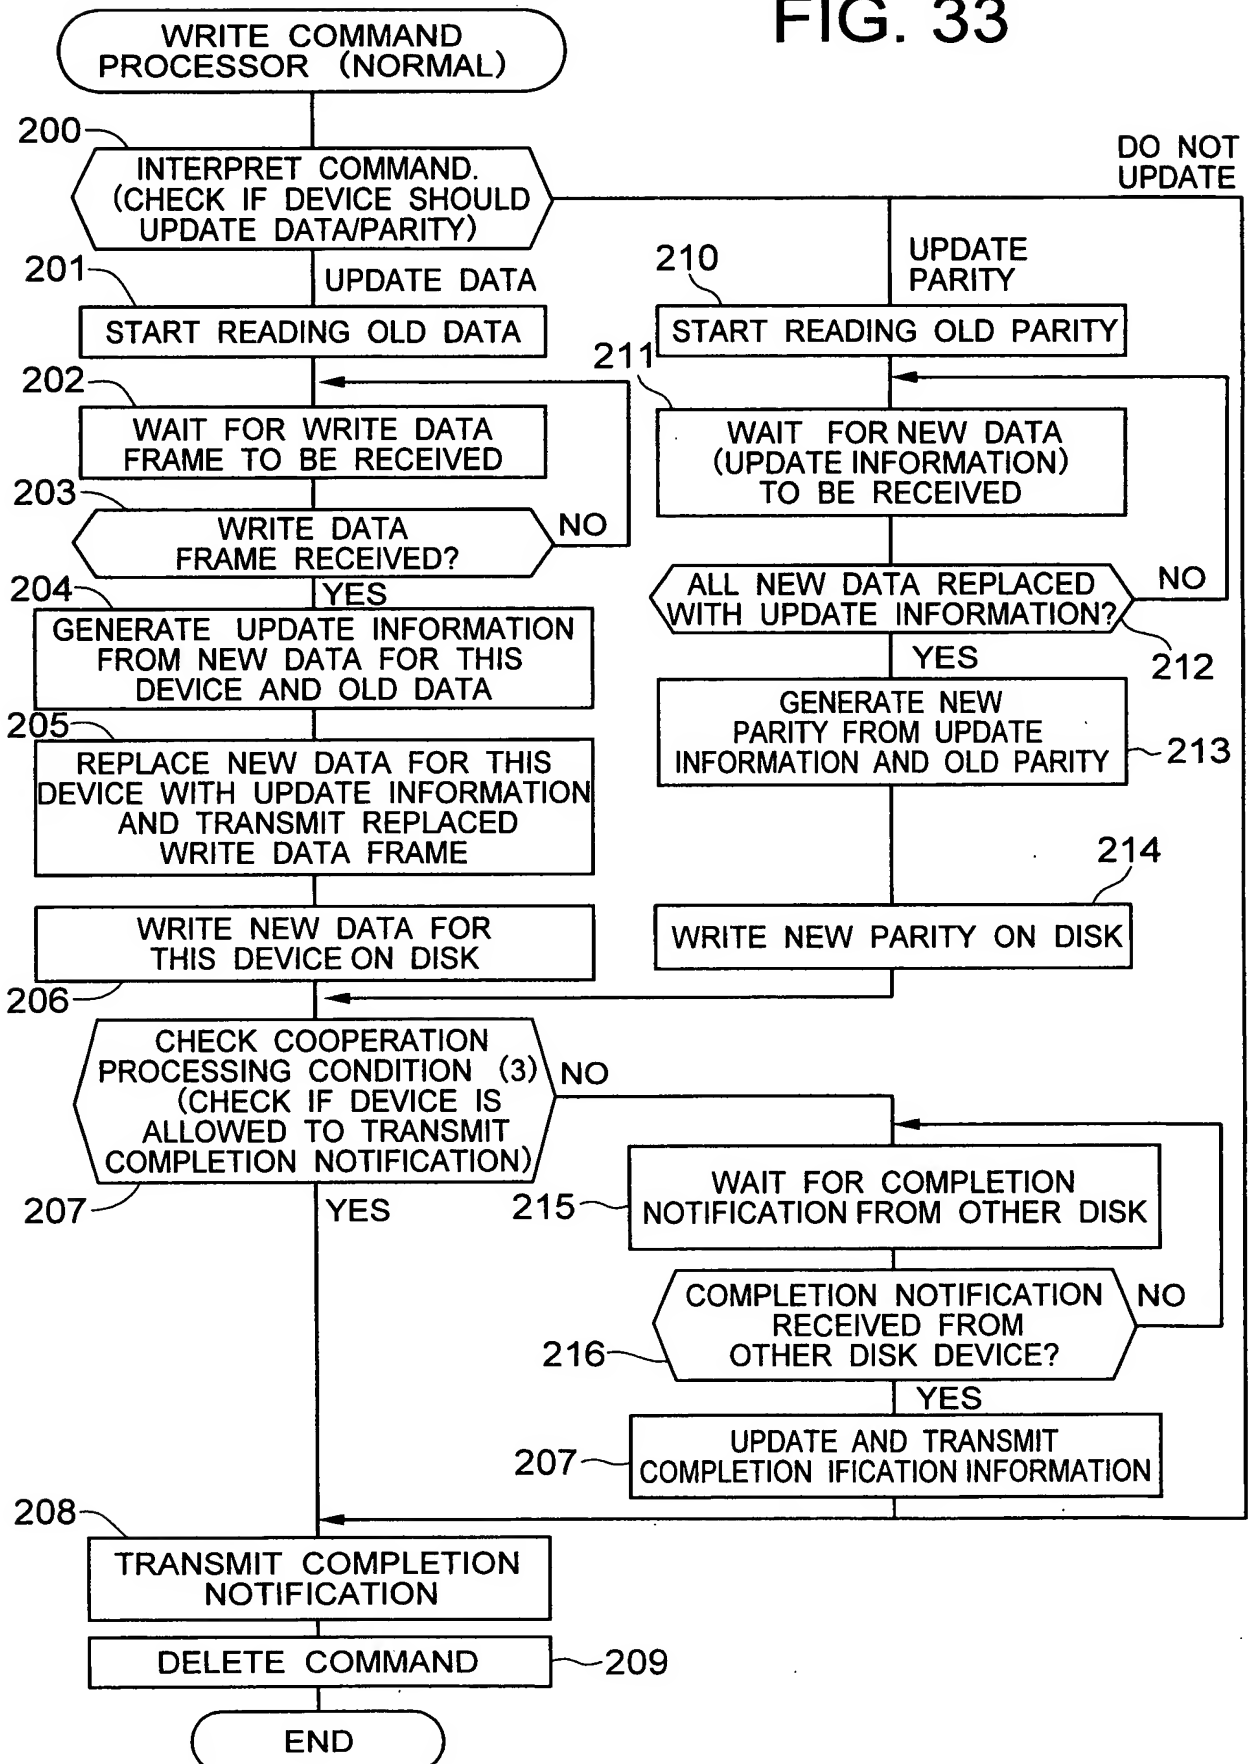 FIG. 33
WRITE COMMAND
PROCESSOR (NORMAL)
200
INTERPRET COMMAND.
(CHECK IF DEVICE SHOULD
UPDATE DATA/PARITY)
DO NOT
UPDATE
201
UPDATE DATA
START READING OLD DATA
202
WAIT FOR WRITE DATA
FRAME TO BE RECEIVED
203
WRITE DATA
FRAME RECEIVED?
NO
YES
204
GENERATE UPDATE INFORMATION
FROM NEW DATA FOR THIS
DEVICE AND OLD DATA
205
REPLACE NEW DATA FOR THIS
DEVICE WITH UPDATE INFORMATION
AND TRANSMIT REPLACED
WRITE DATA FRAME
WRITE NEW DATA FOR
THIS DEVICE ON DISK
206
UPDATE
PARITY
210
START READING OLD PARITY
211
WAIT FOR NEW DATA
(UPDATE INFORMATION)
TO BE RECEIVED
ALL NEW DATA REPLACED
WITH UPDATE INFORMATION?
NO
212
YES
GENERATE NEW
PARITY FROM UPDATE
INFORMATION AND OLD PARITY
213
214
WRITE NEW PARITY ON DISK
CHECK COOPERATION
PROCESSING CONDITION (3)
(CHECK IF DEVICE IS
ALLOWED TO TRANSMIT
COMPLETION NOTIFICATION)
NO
207
YES
215
WAIT FOR COMPLETION
NOTIFICATION FROM OTHER DISK
COMPLETION NOTIFICATION
RECEIVED FROM
OTHER DISK DEVICE?
NO
216
YES
207
UPDATE AND TRANSMIT
COMPLETION IFICATION INFORMATION
208
TRANSMIT COMPLETION
NOTIFICATION
DELETE COMMAND
209
END